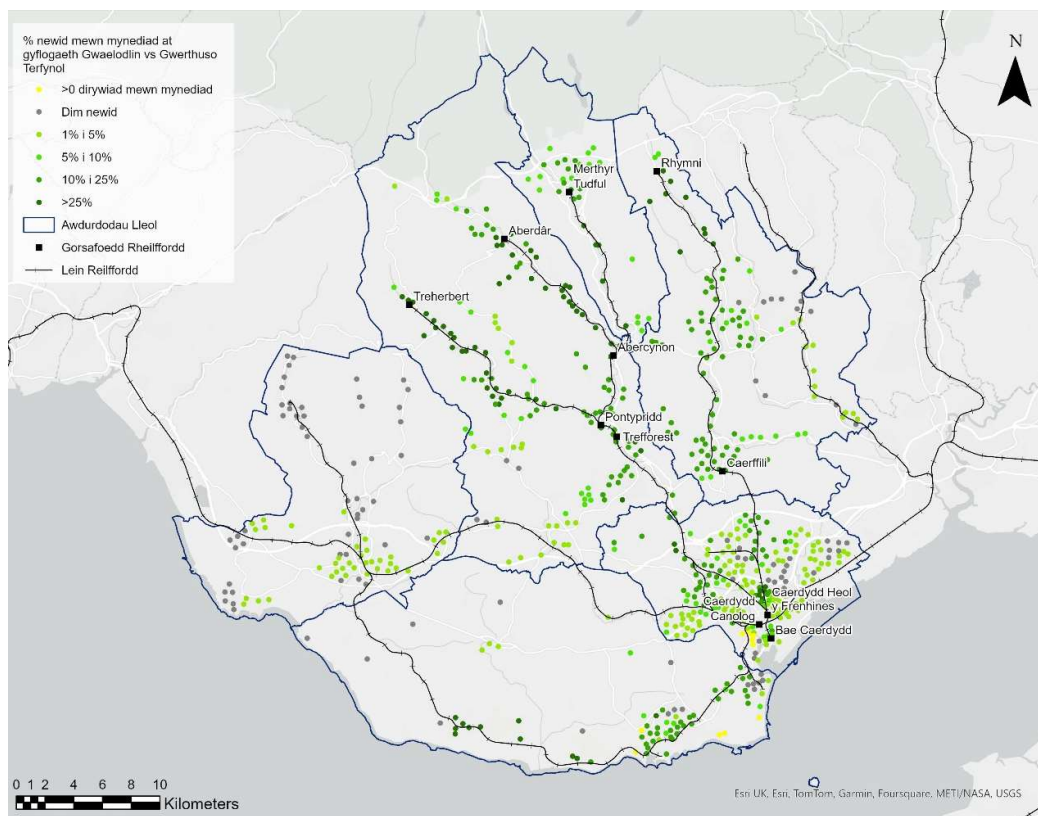 % newid mewn mynediad at
gyflogaeth Gwaelodlin vs Gwerthuso
Terfynol
>0 dirywiad mewn mynediad
Dim newid
1% i 5%
5% i 10%
10% i 25%
>25%
Awdurdodau Lleol
Gorsafoedd Rheilffordd
Lein Reilffordd
N
Merthyr
Tudful
Rhymni
Aberdâr
Treherbert
Abercynon
Pontypridd
Trefforest
Caerffili
Caerdydd Heol
y Frenhines
Caerdydd
Canolog
Bae Caerdydd
0 1 2 4 6 8 10
Kilometers
Esri UK, Esri, TomTom, Garmin, Foursquare, METI/NASA, USGS